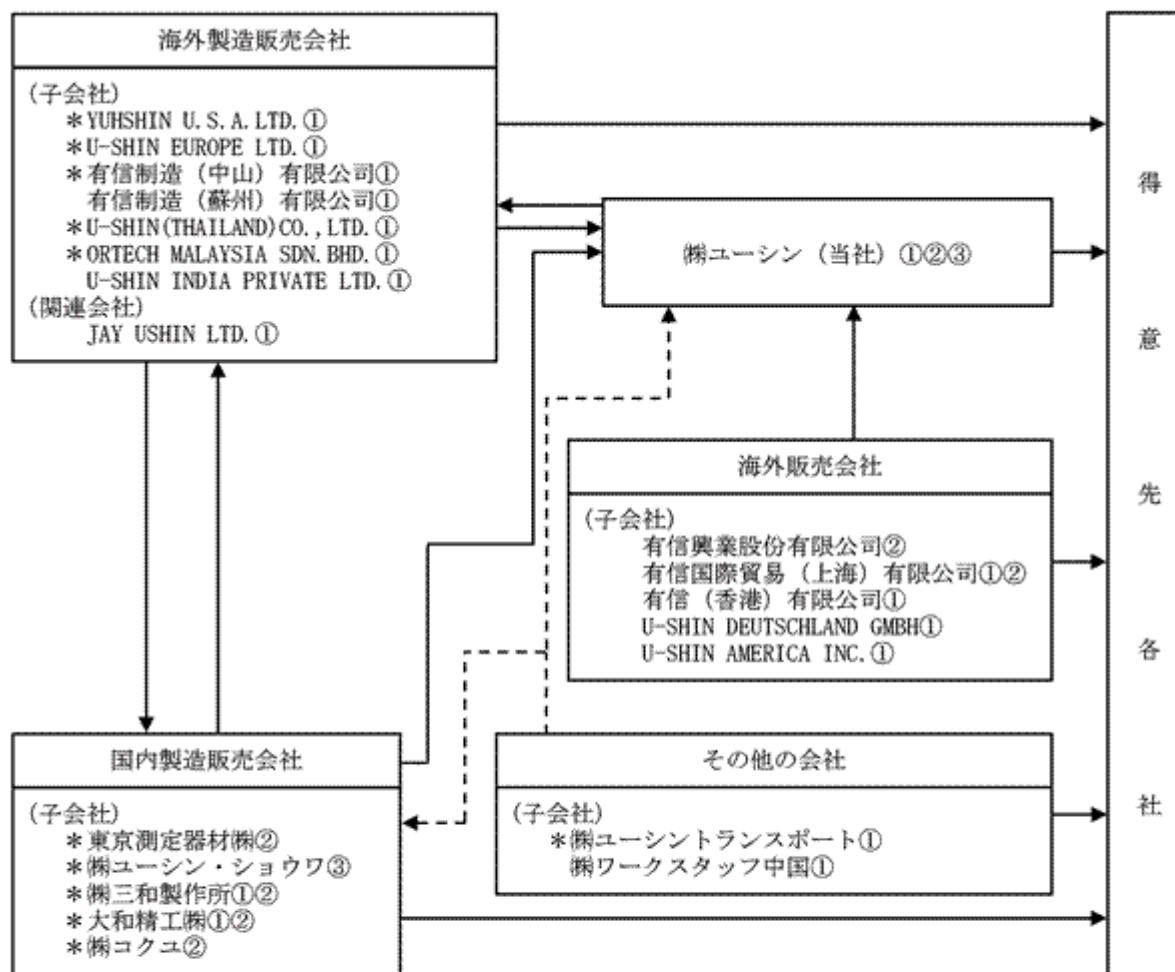 海外製造販売会社
(子会社)
＊YUHSHIN U.S.A.LTD.①
＊U-SHIN EUROPE LTD.①
＊有信制造（中山）有限公司①
有信制造（蘇州）有限公司①
＊U-SHIN(THAILAND)CO.,LTD.①
＊ORTECH MALAYSIA SDN.BHD.①
U-SHIN INDIA PRIVATE LTD.①
(関連会社)
JAY USHIN LTD.①
㈱ユーシン（当社）①②③
海外販売会社
(子会社)
有信興業股份有限公司②
有信国際貿易（上海）有限公司①②
有信（香港）有限公司①
U-SHIN DEUTSCHLAND GMBH①
U-SHIN AMERICA INC.①
国内製造販売会社
(子会社)
＊東京測定器材㈱②
＊㈱ユーシン・ショウワ③
＊㈱三和製作所①②
＊大和精工㈱①②
＊㈱コクユ②
その他の会社
(子会社)
＊㈱ユーシントランスポート①
㈱ワークスタッフ中国①
得意先各社